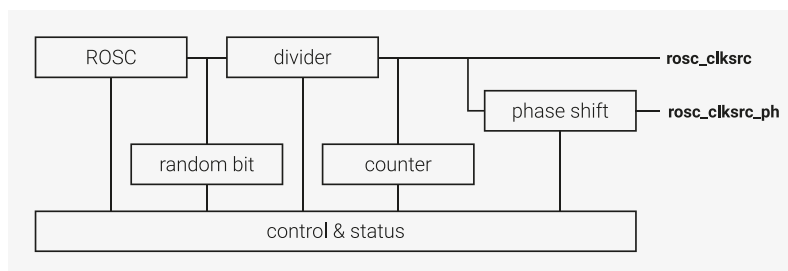 ROSC
divider
rosc_clksrc
phase shift
rosc_clksrc_ph
random bit
counter
control & status